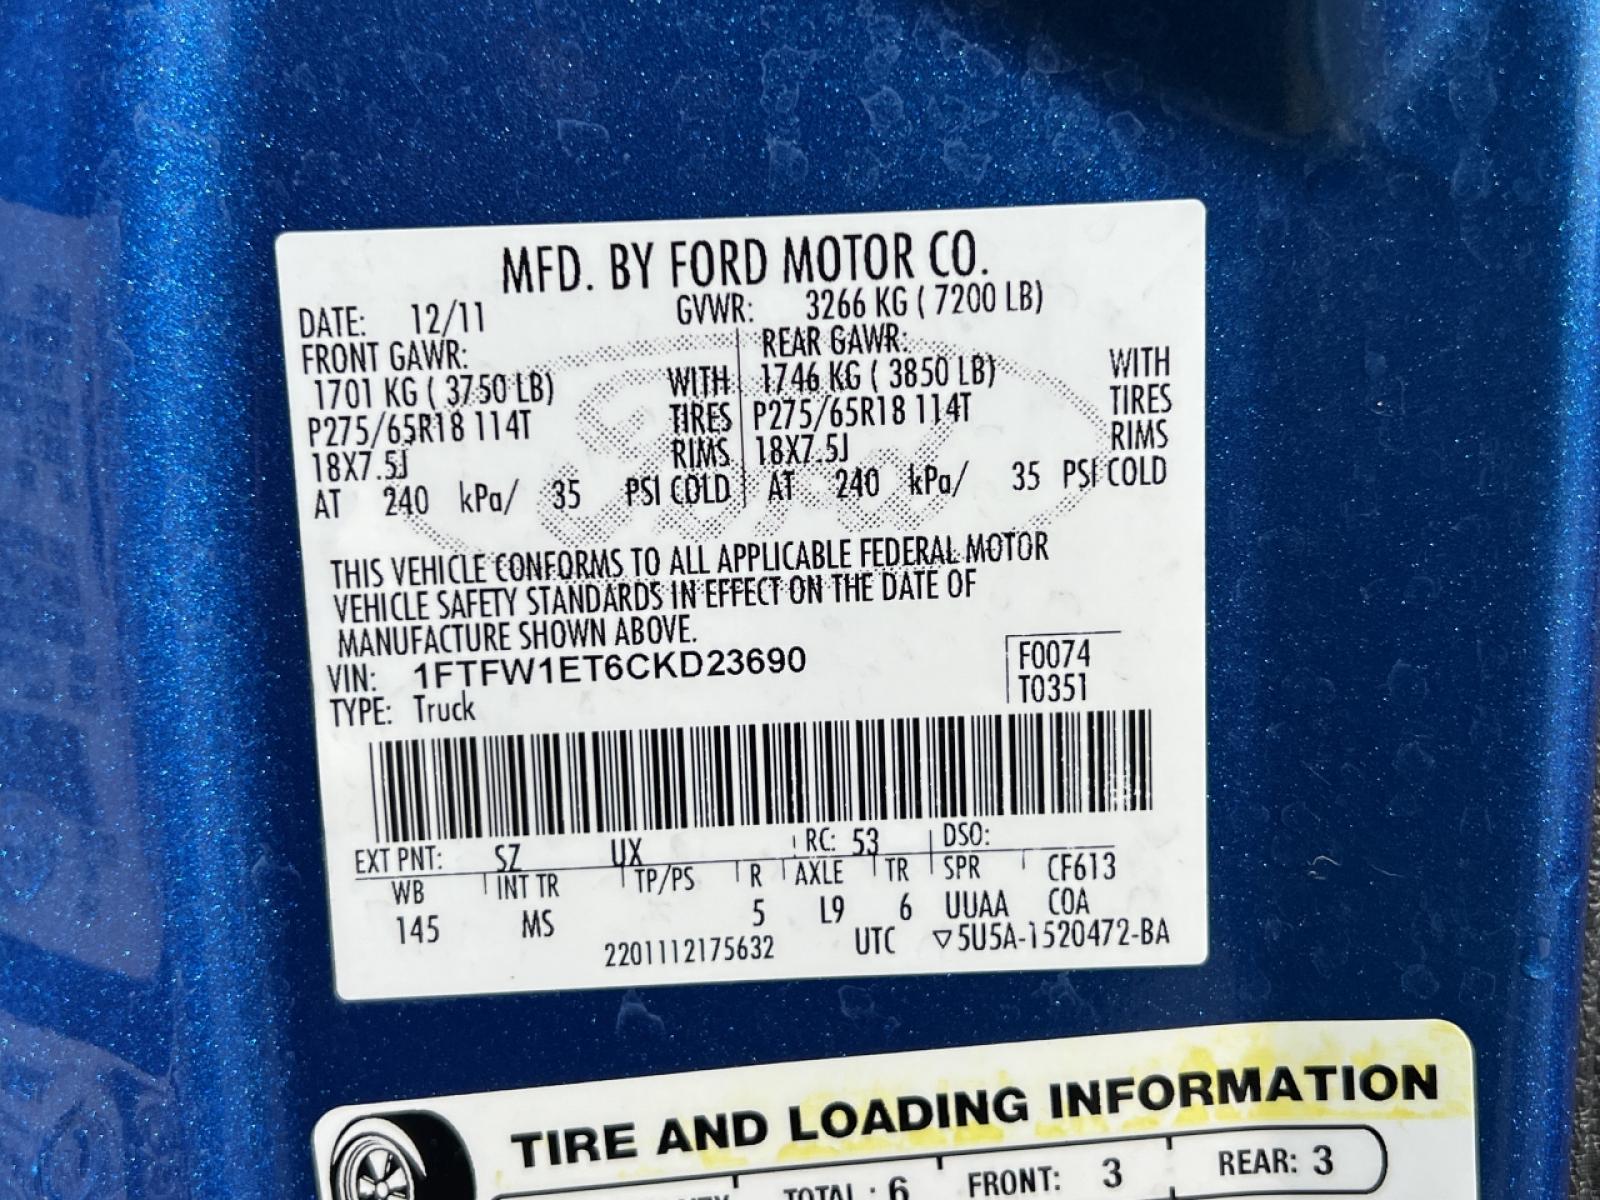 MFD. BY FORD MOTOR CO.
DATE: 12/11 GVWR: 3266 KG ( 7200 LB)
FRONT GAWR: REAR GAWR:
1701 KG ( 3750 LB) WITH 1746 KG ( 3850 LB) WITH
P275/65R18 114T TIRES P275/65R18 114T TIRES
18X7.5J RIMS 18X7.5J RIMS
AT 240 kPa/ 35 PSI COLD AT 240 kPa/ 35 PSI COLD
THIS VEHICLE CONFORMS TO ALL APPLICABLE FEDERAL MOTOR
VEHICLE SAFETY STANDARDS IN EFFECT ON THE DATE OF
MANUFACTURE SHOWN ABOVE.
VIN: 1FTFW1ET6CKD23690 F0074
TYPE: Truck T0351
EXT PNT: SZ UX RC: 53 DSO:
WB INT TR TP/PS R AXLE TR SPR CF613
145 MS 5 L9 6 UUAA COA
2201112175632 UTC ▽5U5A-1520472-BA
TIRE AND LOADING INFORMATION
TOTAL : 6 FRONT: 3 REAR: 3